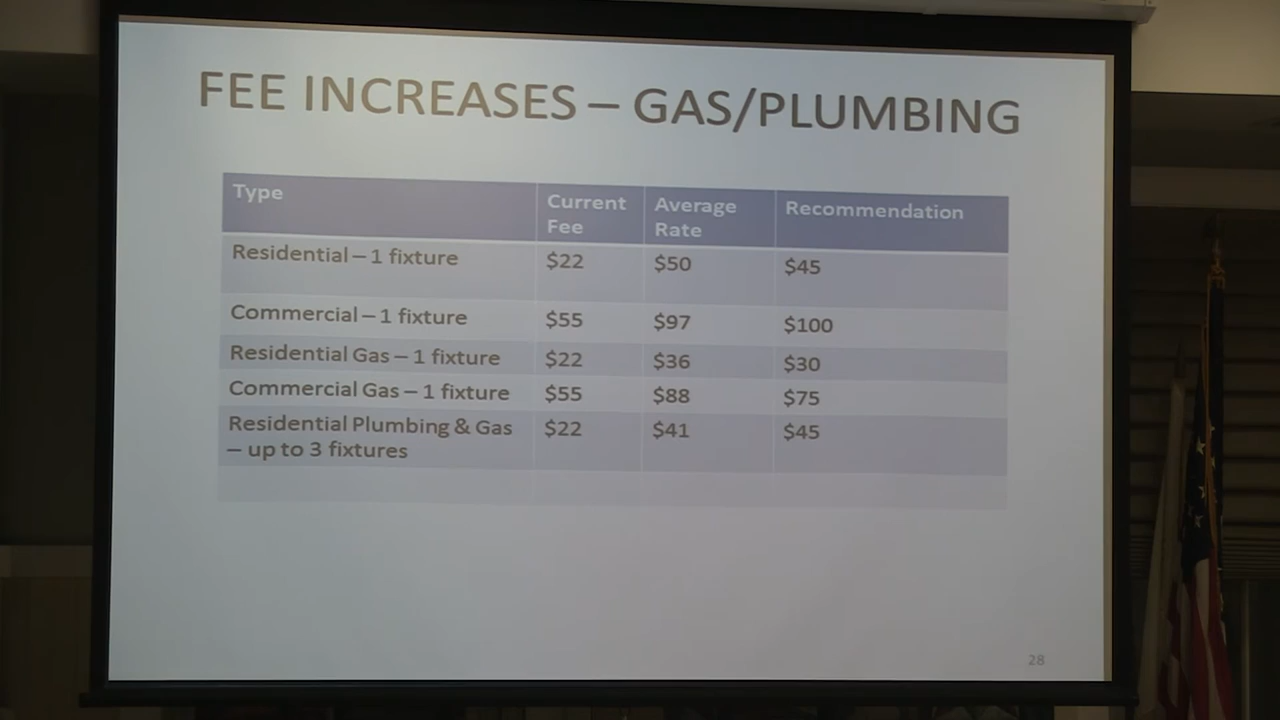 FEE INCREASES – GAS/PLUMBING
Type
Current
Fee
Average
Rate
Recommendation
Residential – 1 fixture
$22
$50
$45
Commercial – 1 fixture
$55
$97
$100
Residential Gas – 1 fixture
$22
$36
$30
Commercial Gas – 1 fixture
$55
$88
$75
Residential Plumbing & Gas
– up to 3 fixtures
$22
$41
$45
28